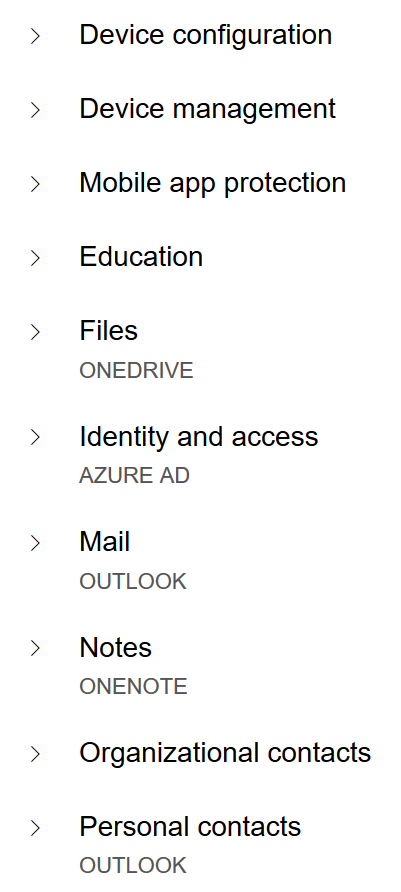 Device configuration
Device management
Mobile app protection
Education
Files
ONEDRIVE
Identity and access
AZURE AD
Mail
OUTLOOK
Notes
ONENOTE
Organizational contacts
Personal contacts
OUTLOOK